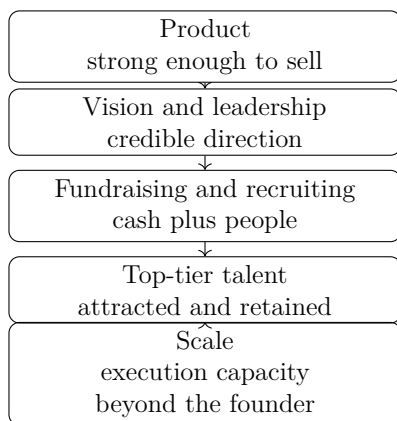 Product
strong enough to sell
Vision and leadership
credible direction
Fundraising and recruiting
cash plus people
Top-tier talent
attracted and retained
Scale
execution capacity
beyond the founder